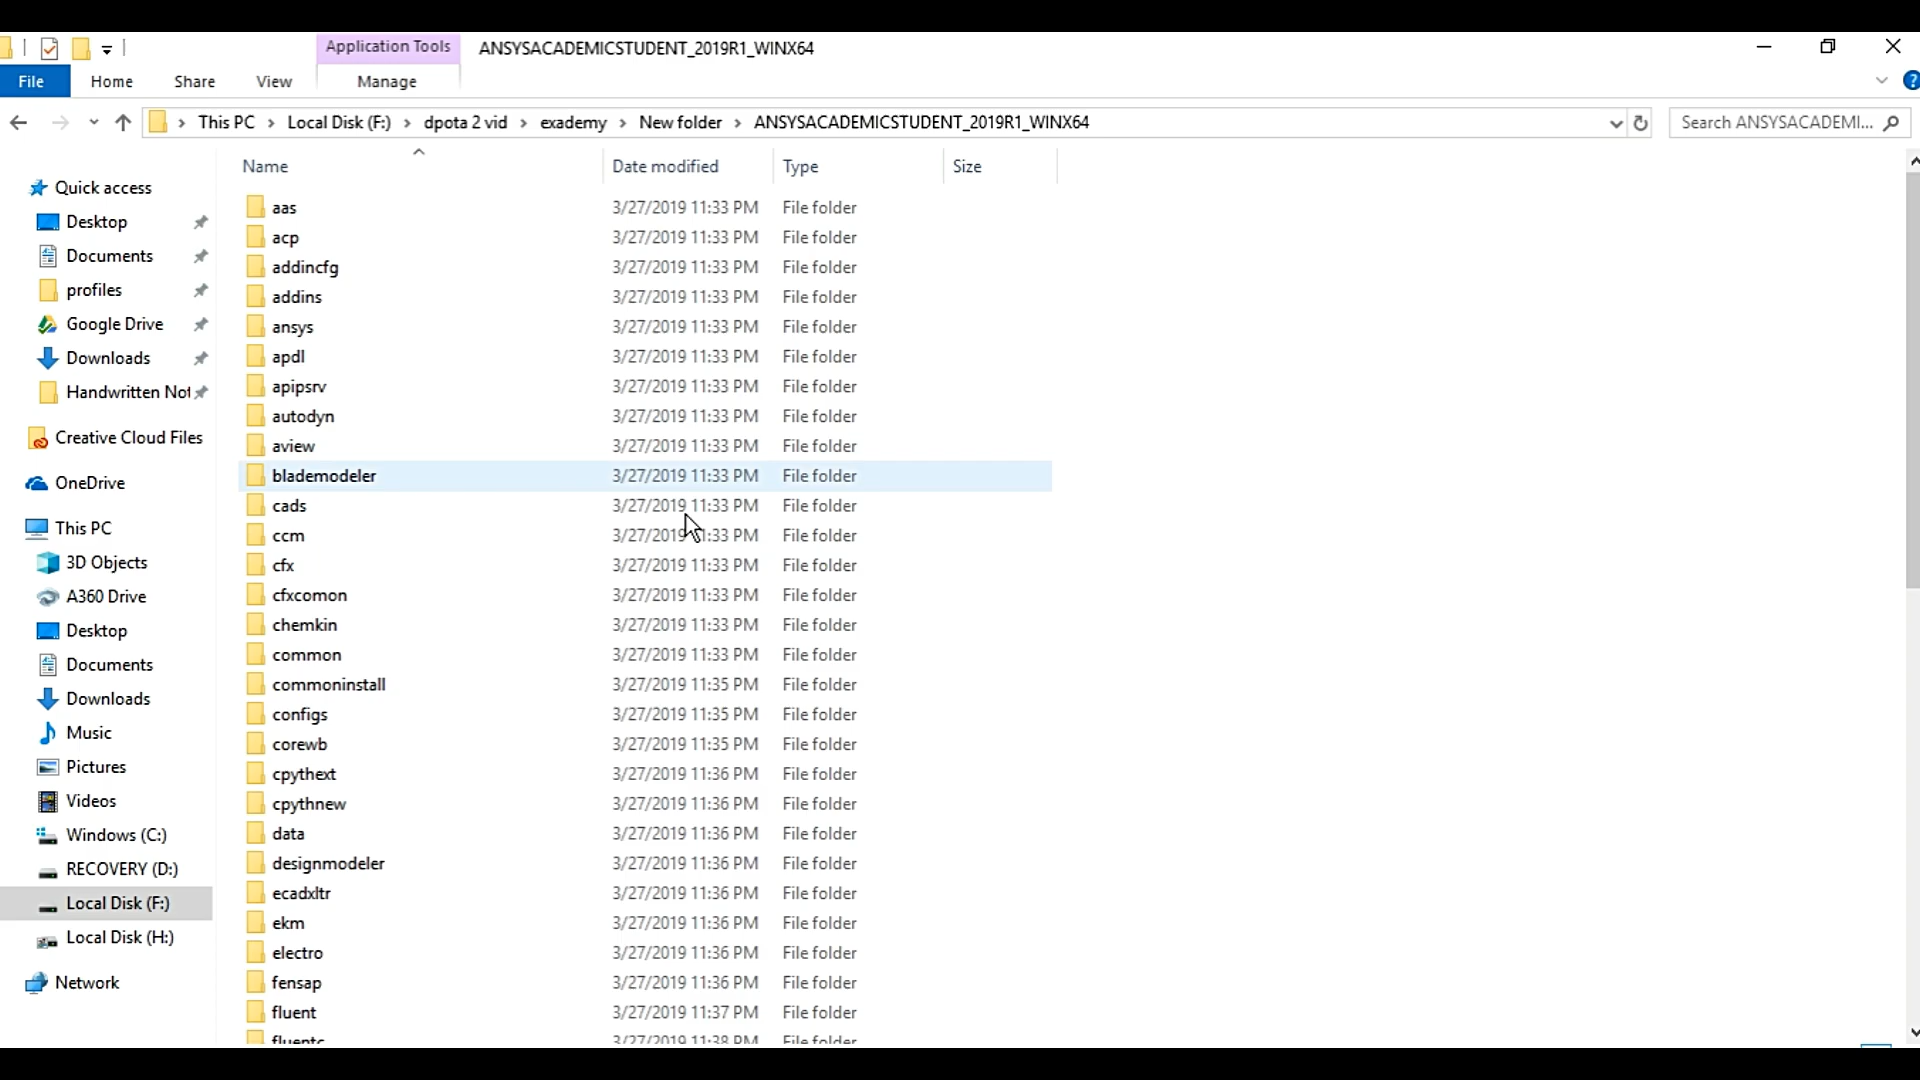 Application Tools
ANSYSACADEMICSTUDENT_2019R1_WINX64
File Home Share View Manage
This PC › Local Disk (F:) › dpota 2 vid › exademy › New folder › ANSYSACADEMICSTUDENT_2019R1_WINX64
Search ANSYSACADEMI...
Name Date modified Type Size
Quick access
Desktop
Documents
profiles
Google Drive
Downloads
Handwritten Not
Creative Cloud Files
OneDrive
This PC
3D Objects
A360 Drive
Desktop
Documents
Downloads
Music
Pictures
Videos
Windows (C:)
RECOVERY (D:)
Local Disk (F:)
Local Disk (H:)
Network
aas 3/27/2019 11:33 PM File folder
acp 3/27/2019 11:33 PM File folder
addincfg 3/27/2019 11:33 PM File folder
addins 3/27/2019 11:33 PM File folder
ansys 3/27/2019 11:33 PM File folder
apdl 3/27/2019 11:33 PM File folder
apipsrv 3/27/2019 11:33 PM File folder
autodyn 3/27/2019 11:33 PM File folder
aview 3/27/2019 11:33 PM File folder
blademodeler 3/27/2019 11:33 PM File folder
cads 3/27/2019 11:33 PM File folder
ccm 3/27/2019 11:33 PM File folder
cfx 3/27/2019 11:33 PM File folder
cfxcomon 3/27/2019 11:33 PM File folder
chemkin 3/27/2019 11:33 PM File folder
common 3/27/2019 11:33 PM File folder
commoninstall 3/27/2019 11:35 PM File folder
configs 3/27/2019 11:35 PM File folder
corewb 3/27/2019 11:35 PM File folder
cpythext 3/27/2019 11:36 PM File folder
cpythnew 3/27/2019 11:36 PM File folder
data 3/27/2019 11:36 PM File folder
designmodeler 3/27/2019 11:36 PM File folder
ecadxltr 3/27/2019 11:36 PM File folder
ekm 3/27/2019 11:36 PM File folder
electro 3/27/2019 11:36 PM File folder
fensap 3/27/2019 11:36 PM File folder
fluent 3/27/2019 11:37 PM File folder
fluentc 3/27/2019 11:38 PM File folder